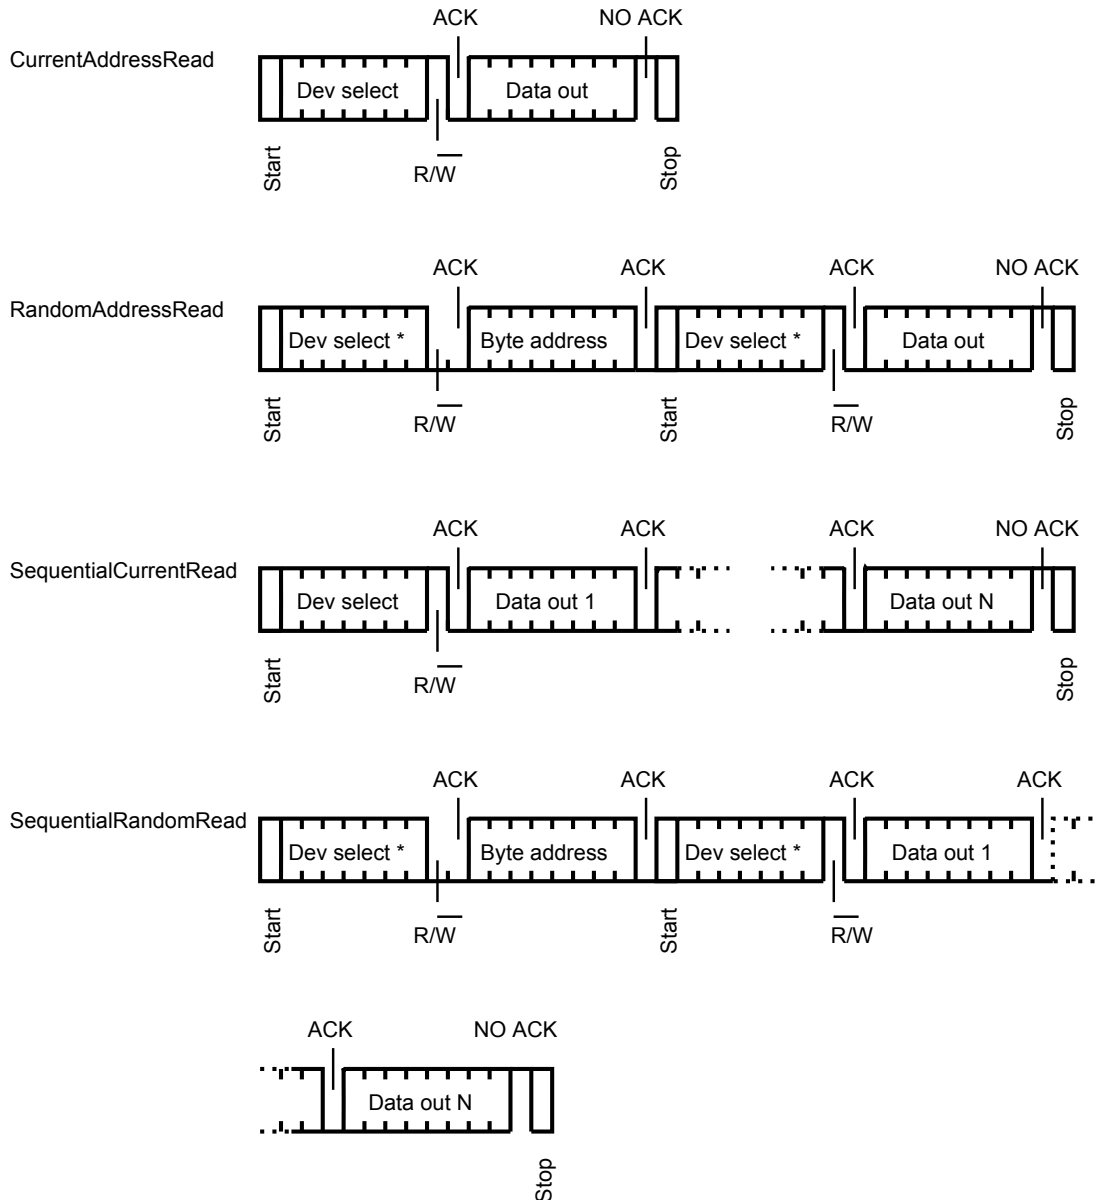 ACK NO ACK
CurrentAddressRead
Dev select Data out
Start R/W̅ Stop
ACK ACK ACK NO ACK
RandomAddressRead
Dev select * Byte address Dev select * Data out
Start R/W̅ Start R̅/W Stop
ACK ACK ACK NO ACK
SequentialCurrentRead
Dev select Data out 1 Data out N
Start R/W̅ Stop
ACK ACK ACK ACK
SequentialRandomRead
Dev select * Byte address Dev select * Data out 1
Start R/W̅ Start R̅/W
ACK NO ACK
Data out N
Stop